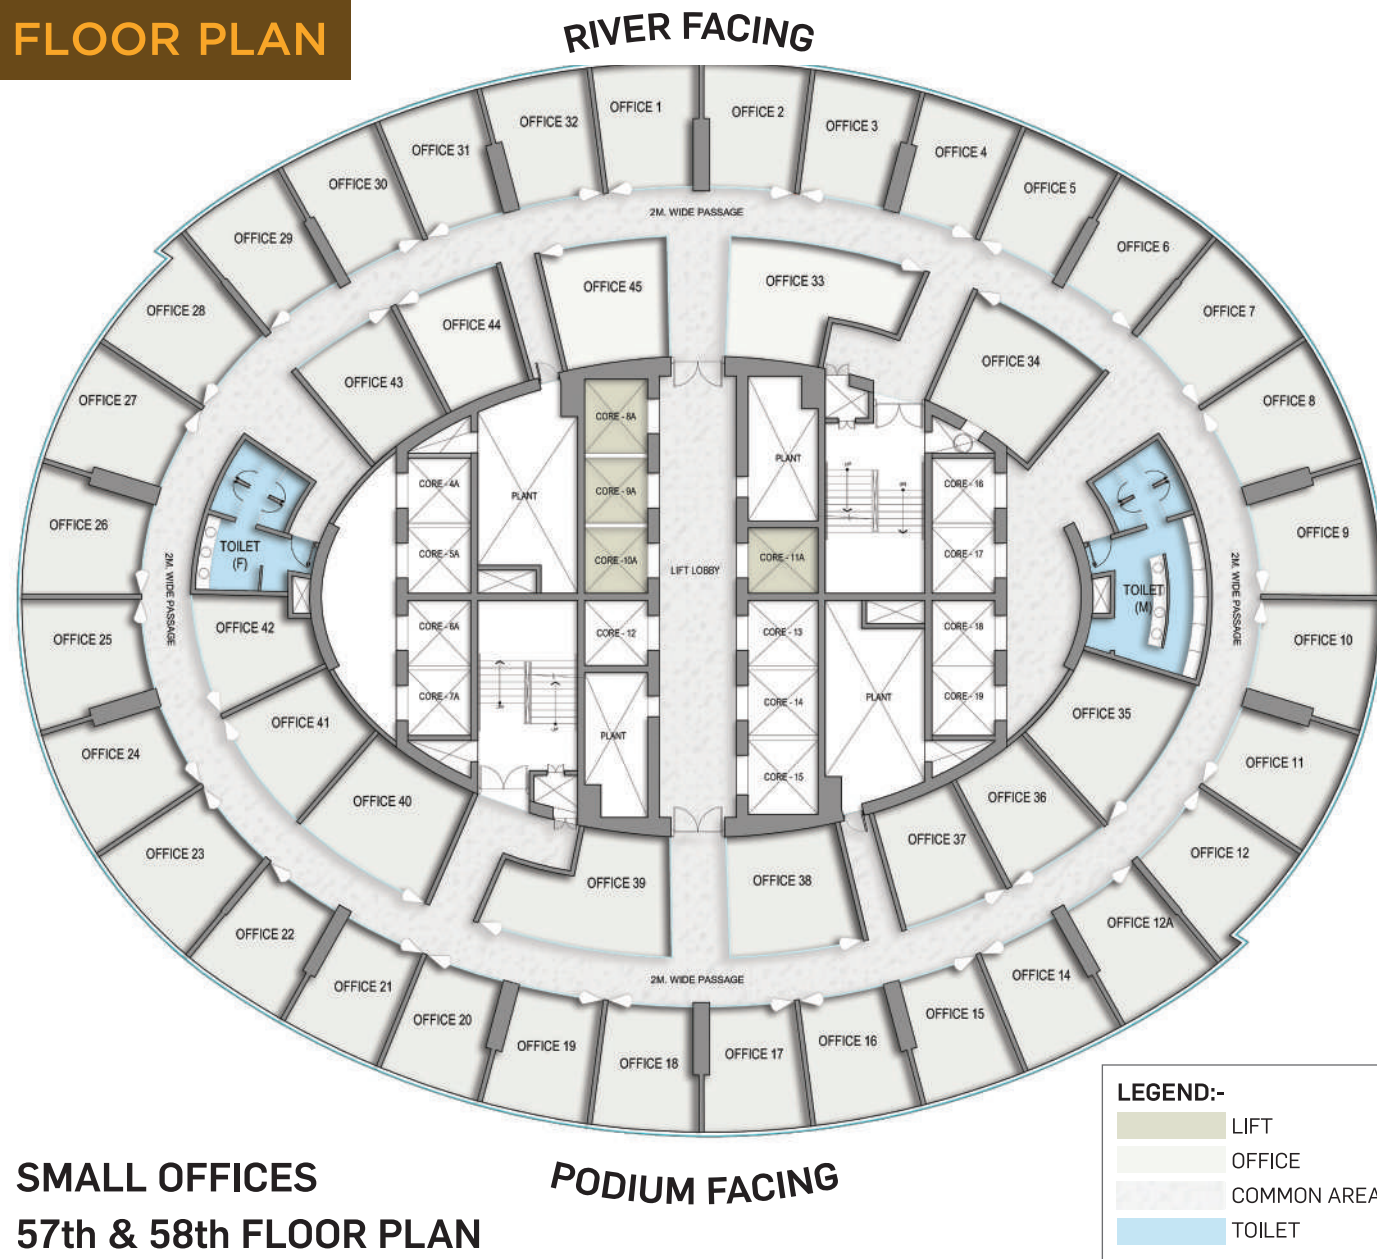 FLOOR PLAN
RIVER FACING
OFFICE 1
OFFICE 2
OFFICE 3
OFFICE 4
OFFICE 5
OFFICE 6
OFFICE 7
OFFICE 8
OFFICE 9
OFFICE 10
OFFICE 11
OFFICE 12
OFFICE 12A
OFFICE 14
OFFICE 15
OFFICE 16
OFFICE 17
OFFICE 18
OFFICE 19
OFFICE 20
OFFICE 21
OFFICE 22
OFFICE 23
OFFICE 24
OFFICE 25
OFFICE 26
OFFICE 27
OFFICE 28
OFFICE 29
OFFICE 30
OFFICE 31
OFFICE 32
2M. WIDE PASSAGE
2M. WIDE PASSAGE
2M. WIDE PASSAGE
2M. WIDE PASSAGE
OFFICE 33
OFFICE 34
OFFICE 35
OFFICE 36
OFFICE 37
OFFICE 38
OFFICE 39
OFFICE 40
OFFICE 41
OFFICE 42
OFFICE 43
OFFICE 44
OFFICE 45
TOILET
(F)
TOILET
(M)
CORE - 4A
CORE - 5A
CORE - 6A
CORE - 7A
PLANT
CORE - 8A
CORE - 9A
CORE - 10A
CORE - 12
PLANT
LIFT LOBBY
PLANT
CORE - 11A
CORE - 13
CORE - 14
CORE - 15
PLANT
CORE - 16
CORE - 17
CORE - 18
CORE - 19
PODIUM FACING
SMALL OFFICES
57th & 58th FLOOR PLAN
LEGEND:-
LIFT
OFFICE
COMMON AREA
TOILET